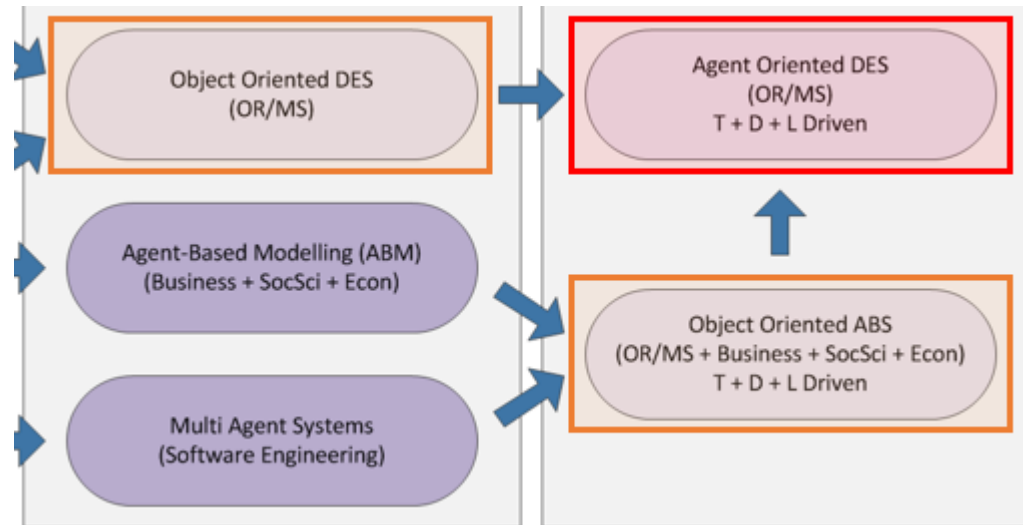 Object Oriented DES
(OR/MS)
Agent-Based Modelling (ABM)
(Business + SocSci + Econ)
Multi Agent Systems
(Software Engineering)
Agent Oriented DES
(OR/MS)
T + D + L Driven
Object Oriented ABS
(OR/MS + Business + SocSci + Econ)
T + D + L Driven